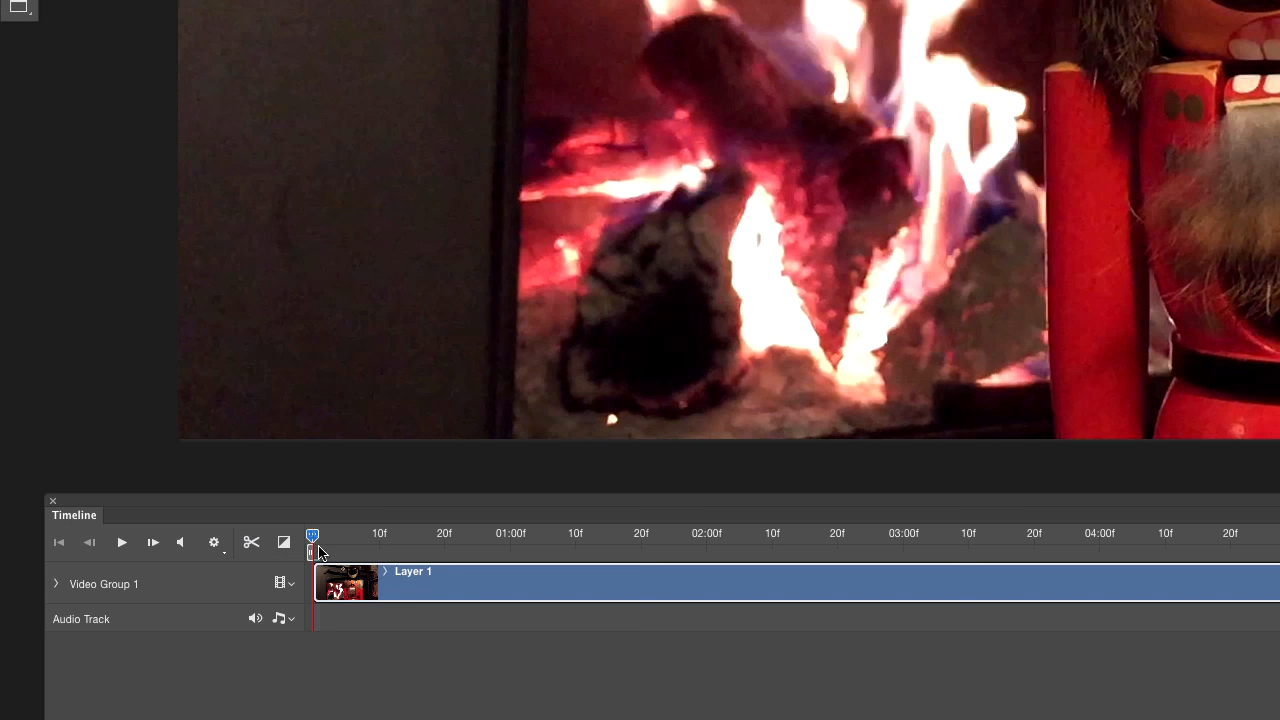 Timeline
10f 20f 01:00f 10f 20f 02:00f 10f 20f 03:00f 10f 20f 04:00f 10f 20f
Video Group 1
Layer 1
Audio Track